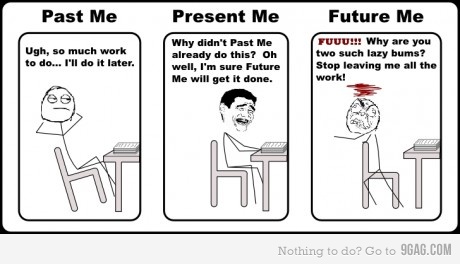 Past Me
Present Me
Future Me
Ugh, so much work
to do... I'll do it later.
Why didn't Past Me
already do this?  Oh
well, I'm sure Future
Me will get it done.
FUUU!!!  Why are you
two such lazy bums?
Stop leaving me all the
work!
Nothing to do? Go to 9GAG.COM